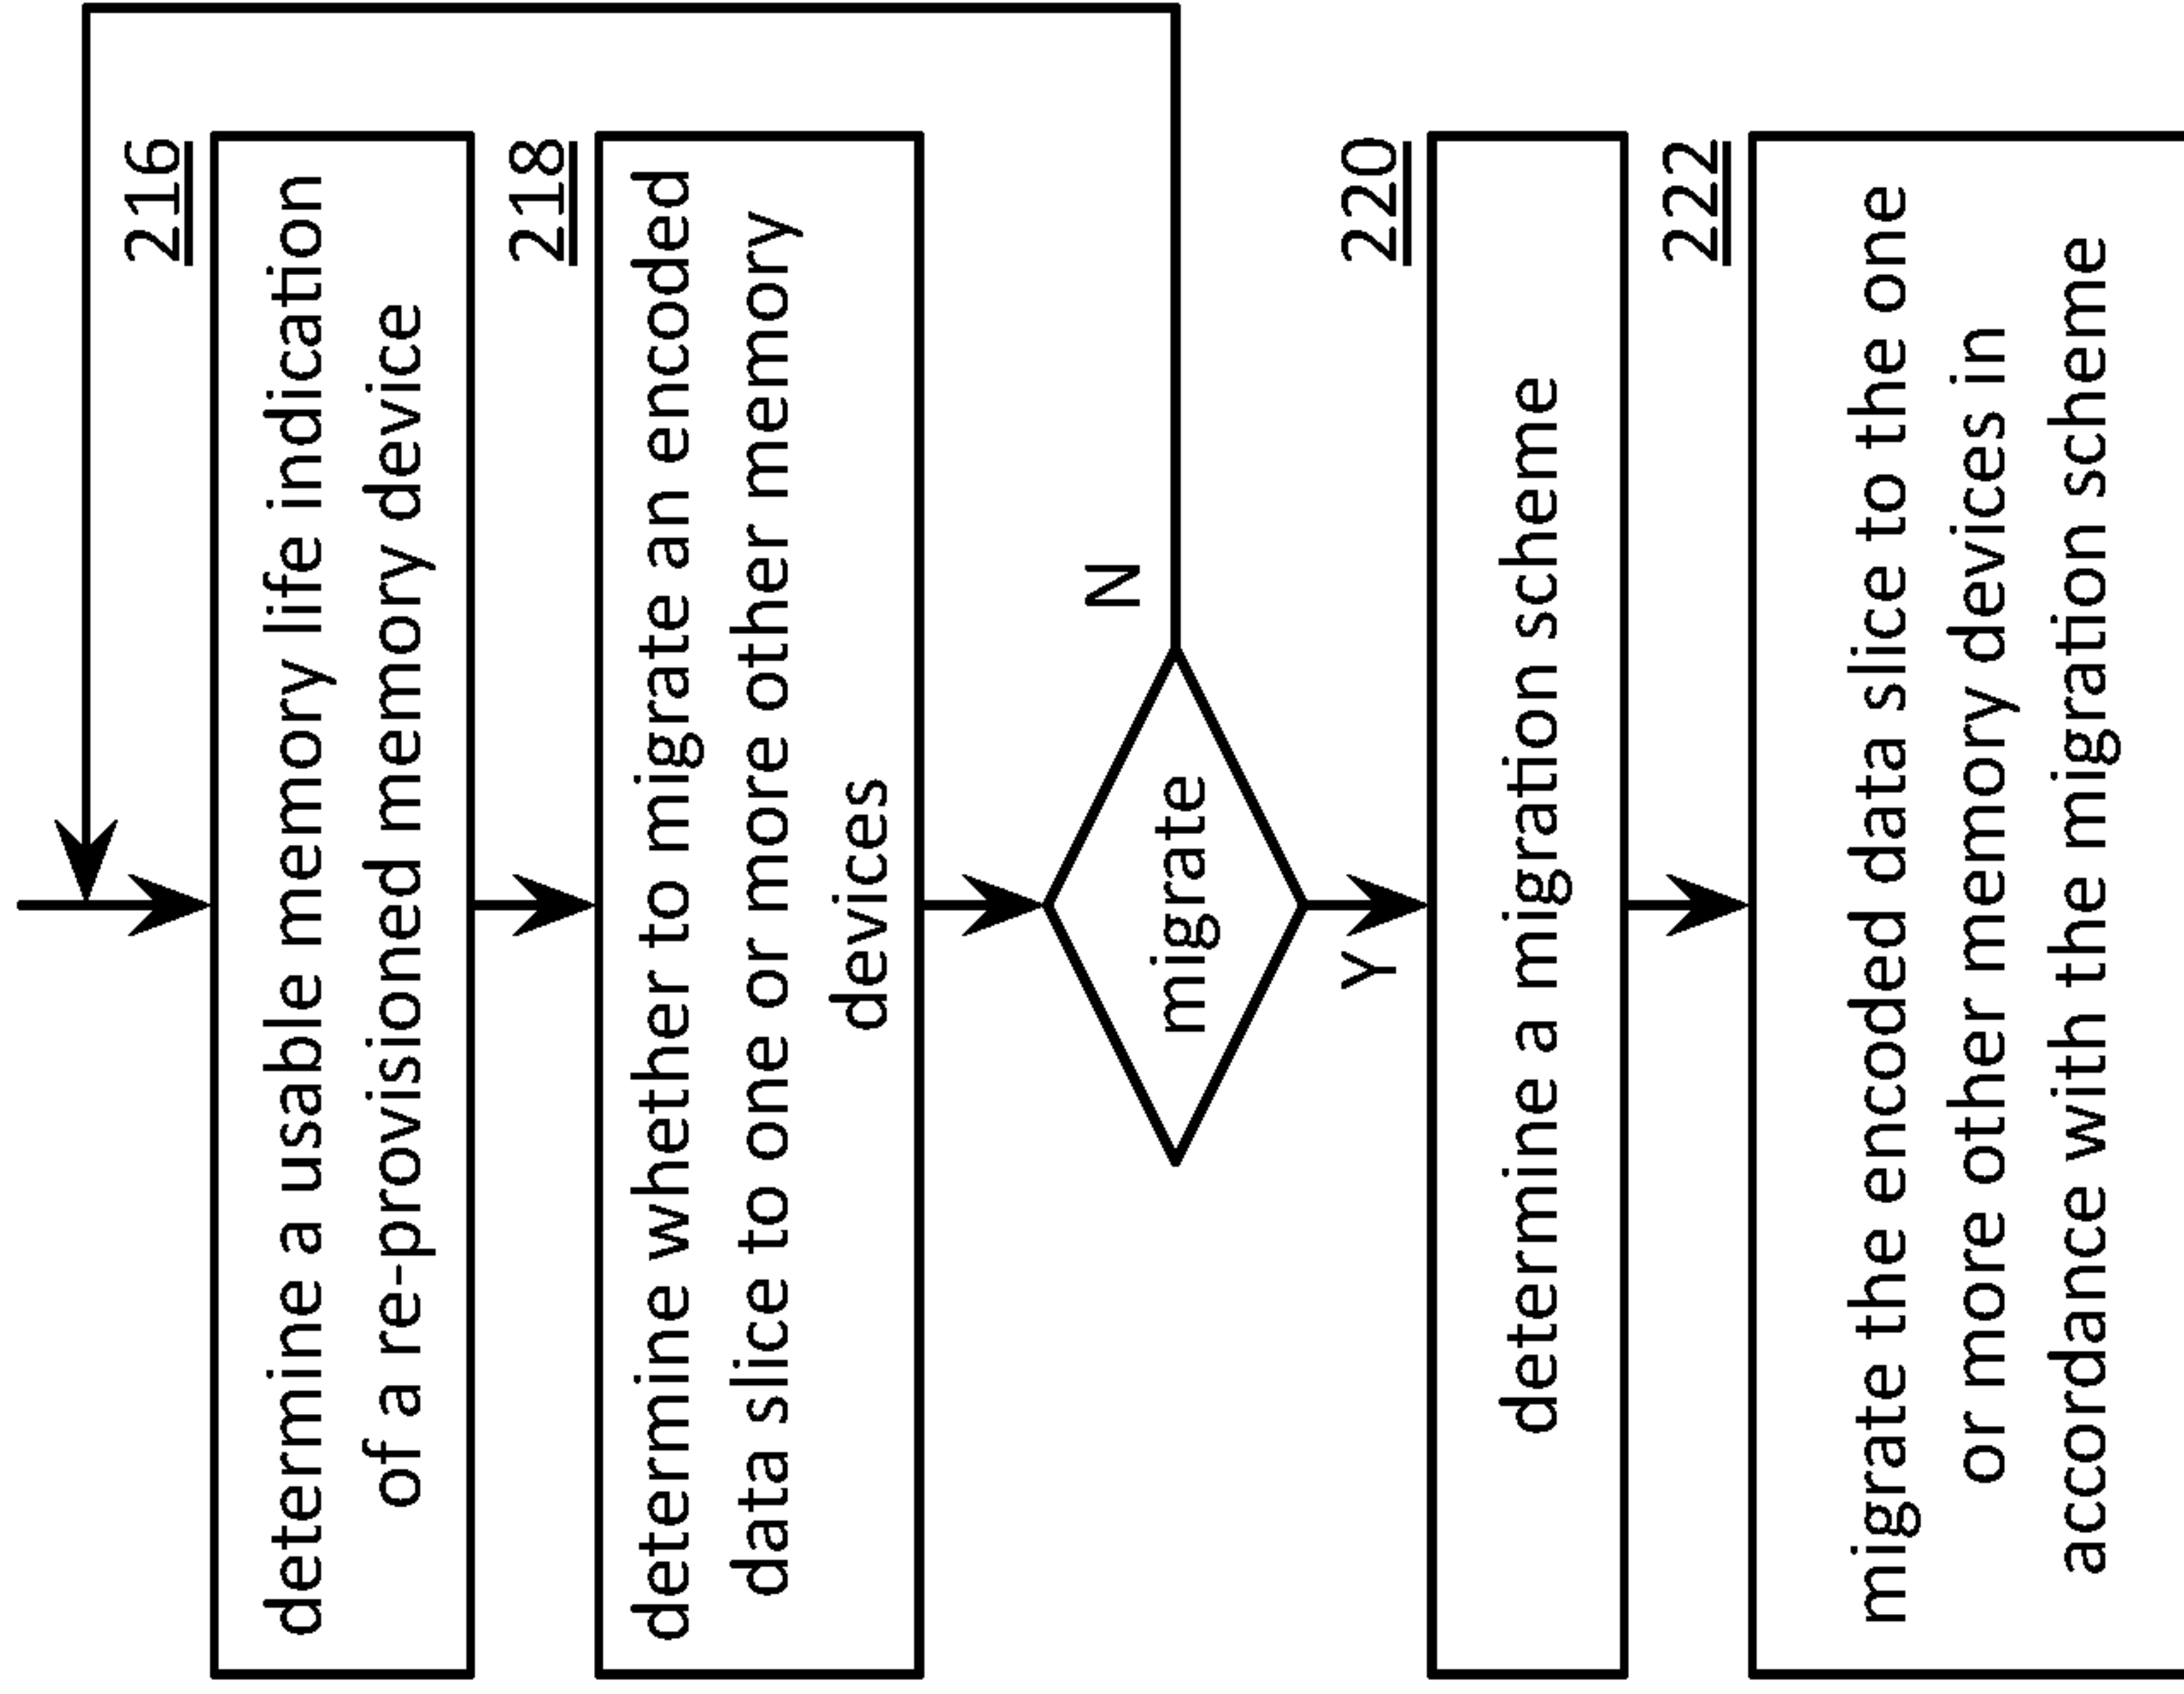 216
determine a usable memory life indication
of a re-provisioned memory device
218
determine whether to migrate an encoded
data slice to one or more other memory
devices
migrate
N
Y
220
determine a migration scheme
222
migrate the encoded data slice to the one
or more other memory devices in
accordance with the migration scheme